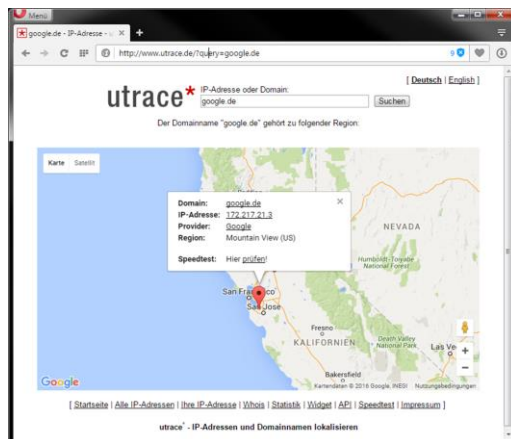 Menü
google.de - IP-Adresse - u
http://www.utrace.de/?query=google.de
9
[ Deutsch | English ]
utrace*
IP-Adresse oder Domain:
google.de
Suchen
Der Domainname "google.de" gehört zu folgender Region:
Karte Satellit
Domain: google.de
IP-Adresse: 172.217.21.3
Provider: Google
Region: Mountain View (US)
Speedtest: Hier prüfen!
NEVADA
Humboldt-Toiyabe
National Forest
San Francisco
San Jose
Fresno
KALIFORNIEN
Death Valley
National Park
Las Ve
Bakersfield
Google
Kartendaten © 2016 Google, INEGI Nutzungsbedingungen
[ Startseite | Alle IP-Adressen | Ihre IP-Adresse | Whois | Statistik | Widget | API | Speedtest | Impressum ]
utrace* - IP-Adressen und Domainnamen lokalisieren